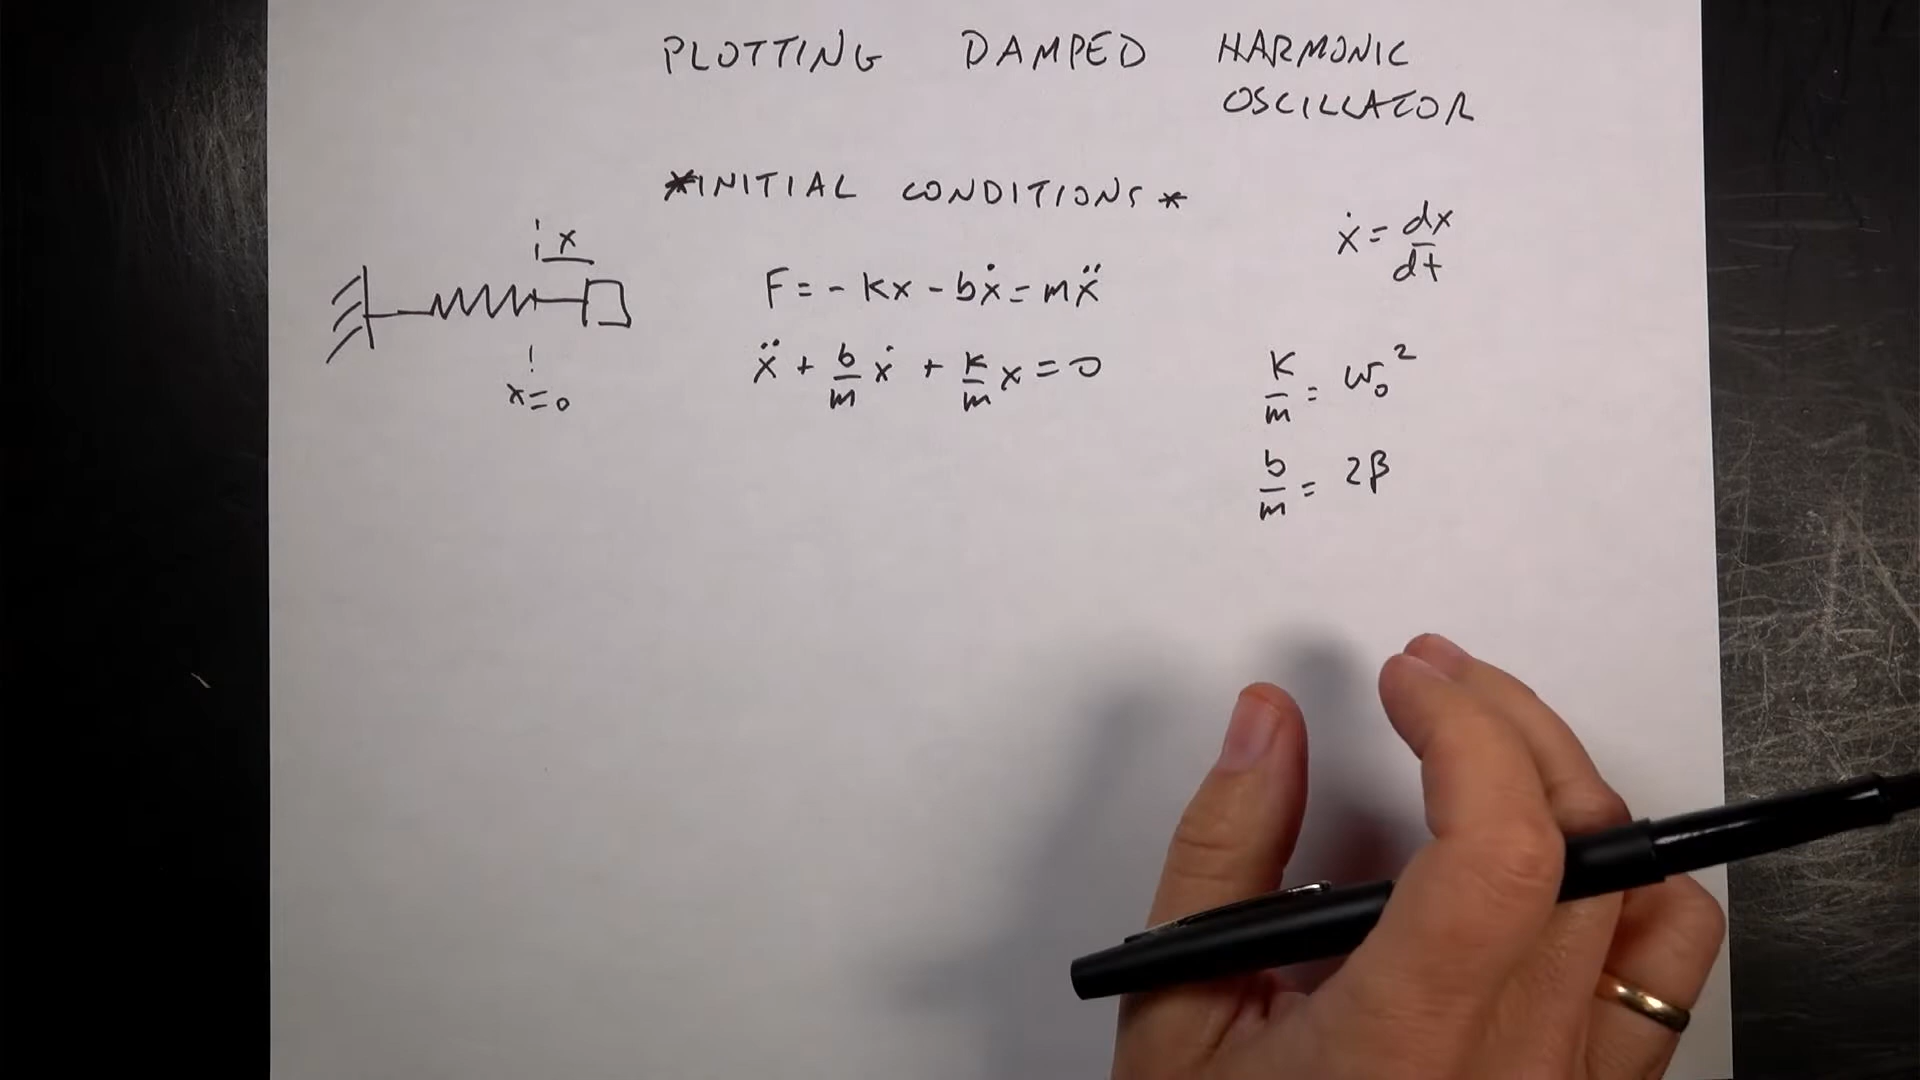 PLOTTING DAMPED HARMONIC
OSCILLATOR
*INITIAL CONDITIONS*
ẋ = dx/dt
x
F = - kx - bẋ = mẍ
ẍ + b/m ẋ + k/m x = 0
x=0
k/m = ω₀²
b/m = 2β